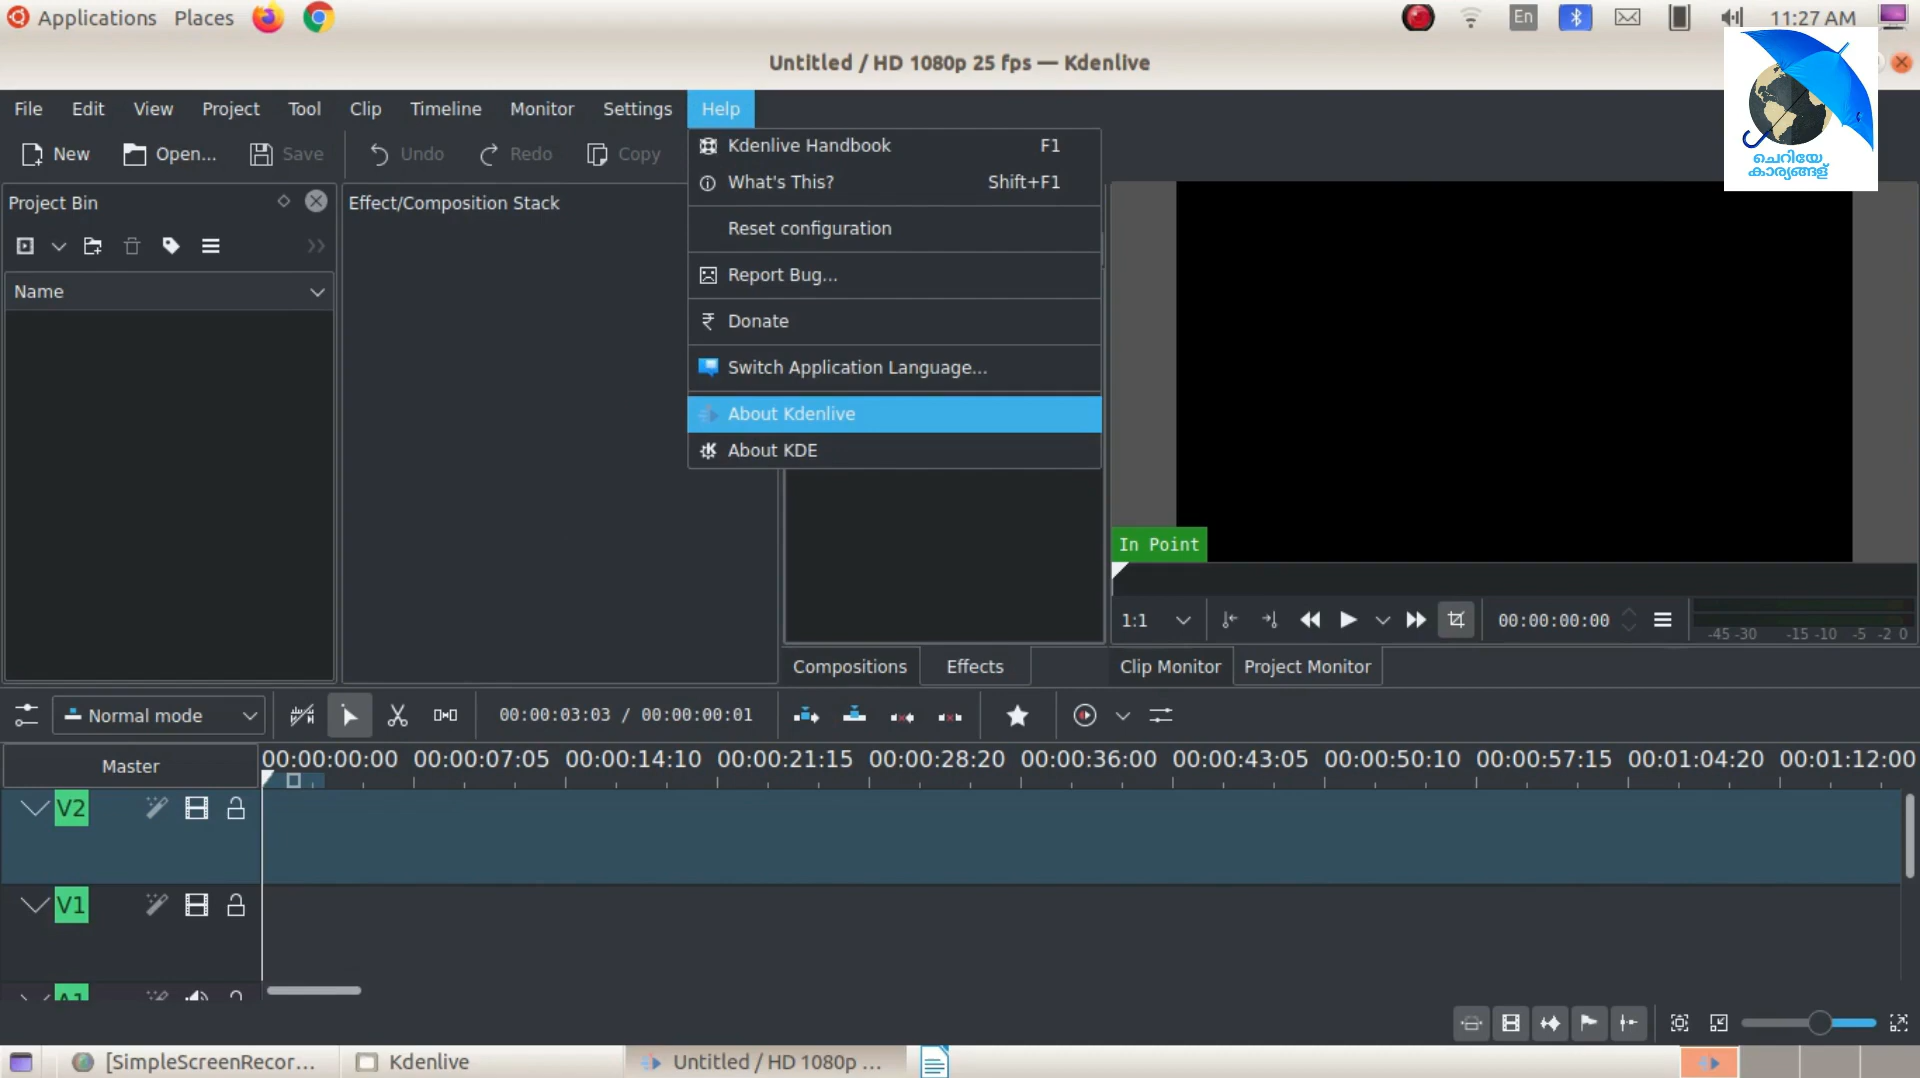 Applications Places En 11:27 AM
Untitled / HD 1080p 25 fps — Kdenlive
ചെറിയേ
കാര്യങ്ങള്
File Edit View Project Tool Clip Timeline Monitor Settings Help
New Open... Save Undo Redo Copy
Kdenlive Handbook F1
What's This? Shift+F1
Reset configuration
Report Bug...
Donate
Switch Application Language...
About Kdenlive
About KDE
Project Bin
Effect/Composition Stack
Name
In Point
1:1 00:00:00:00 -45 -30 -15 -10 -5 -2 0
Compositions Effects Clip Monitor Project Monitor
Normal mode 00:00:03:03 / 00:00:00:01
Master 00:00:00:00 00:00:07:05 00:00:14:10 00:00:21:15 00:00:28:20 00:00:36:00 00:00:43:05 00:00:50:10 00:00:57:15 00:01:04:20 00:01:12:00
V2
V1
A1
[SimpleScreenRecor... Kdenlive Untitled / HD 1080p ...